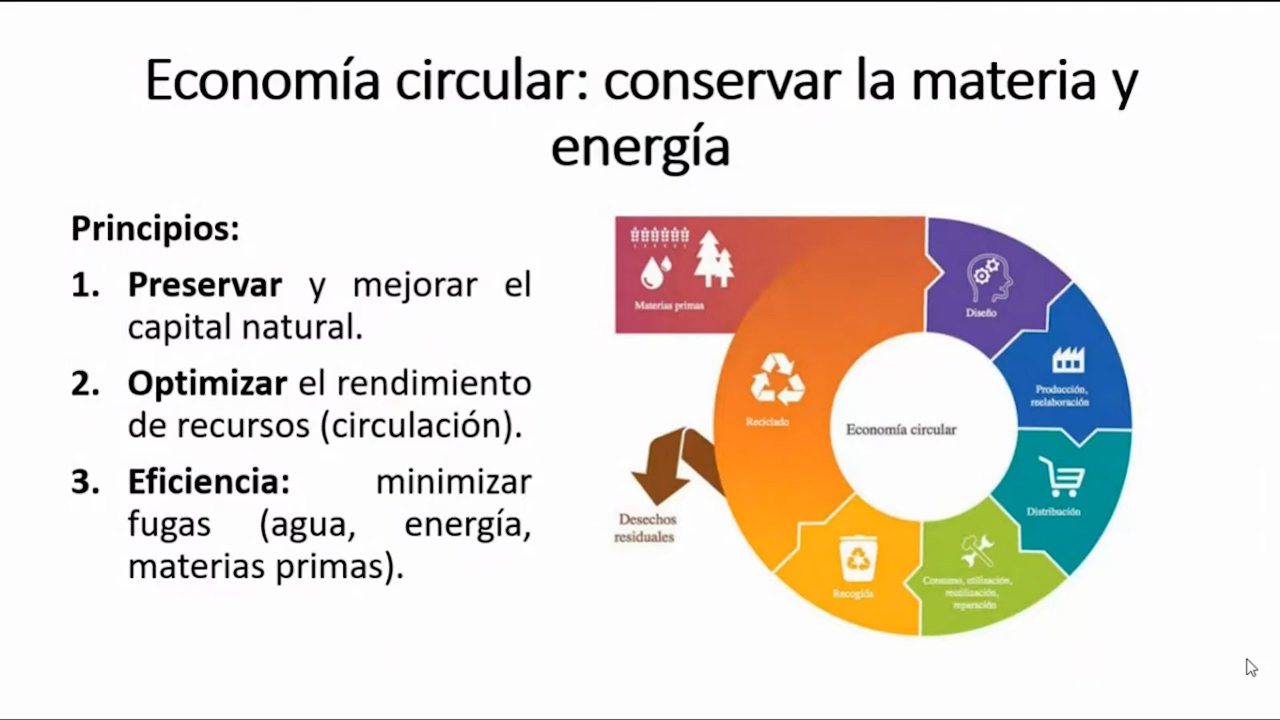 Economía circular: conservar la materia y
energía
Principios:
1. Preservar y mejorar el
capital natural.
2. Optimizar el rendimiento
de recursos (circulación).
3. Eficiencia: minimizar
fugas (agua, energía,
materias primas).
Materias primas
Diseño
Producción,
reelaboración
Distribución
Consumo, utilización,
reutilización,
reparación
Recogida
Reciclado
Desechos
residuales
Economía circular